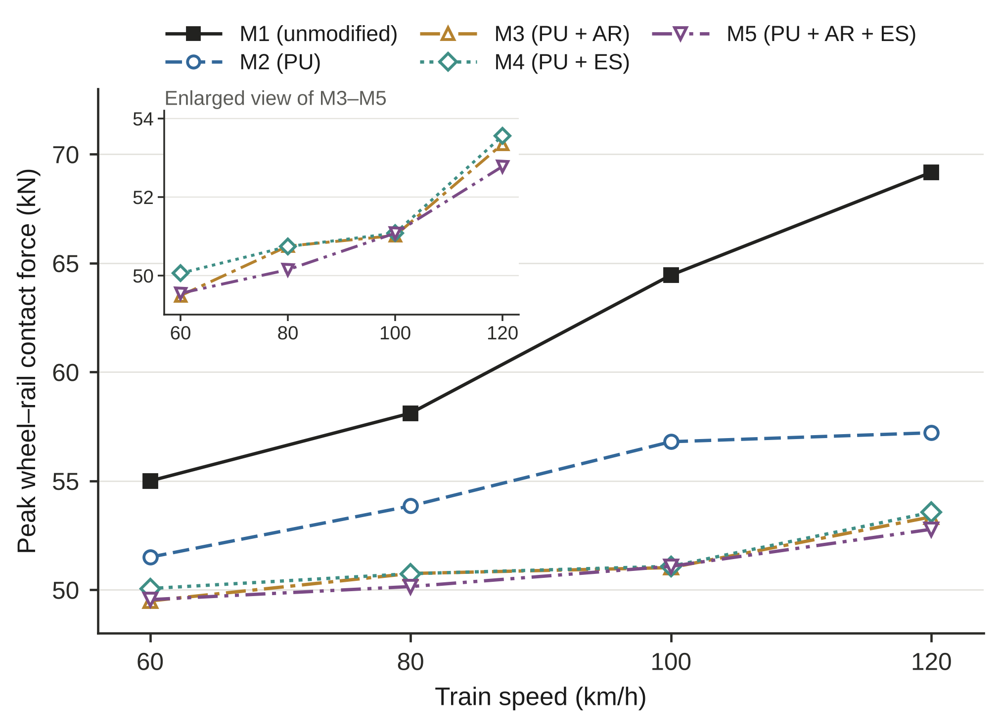 M1 (unmodified)
M3 (PU + AR)
M5 (PU + AR + ES)
M2 (PU)
M4 (PU + ES)
Enlarged view of M3–M5
54
52
50
60 80 100 120
70
65
60
55
50
Peak wheel–rail contact force (kN)
60 80 100 120
Train speed (km/h)